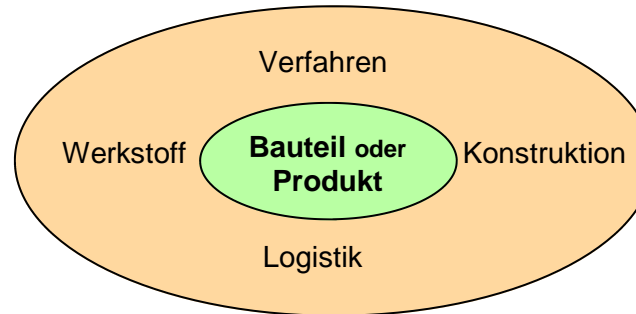 Verfahren
Werkstoff
Bauteil oder
Produkt
Konstruktion
Logistik